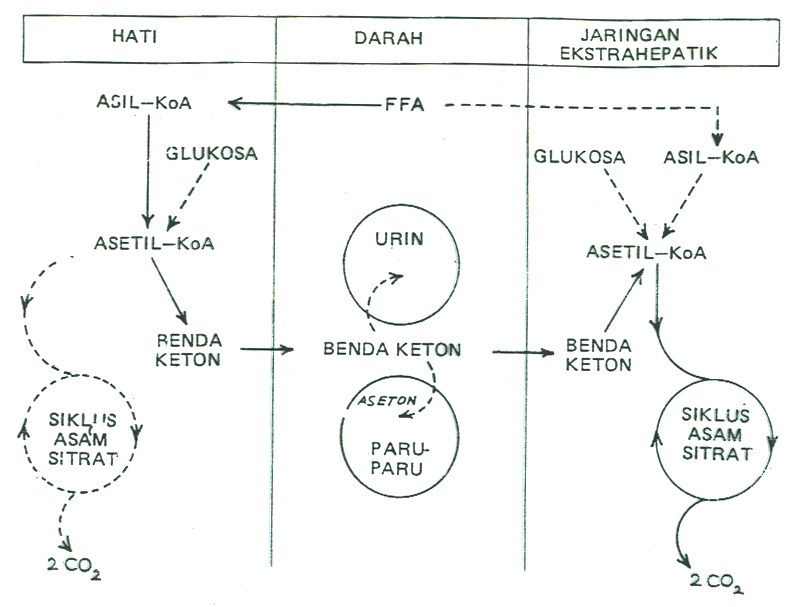 HATI
DARAH
JARINGAN
EKSTRAHEPATIK
ASIL–KoA
FFA
GLUKOSA
GLUKOSA
ASIL–KoA
ASETIL–KoA
URIN
ASETIL–KoA
BENDA
KETON
BENDA KETON
BENDA
KETON
ASETON
SIKLUS
ASAM
SITRAT
PARU-
PARU
SIKLUS
ASAM
SITRAT
2 CO₂
2 CO₂